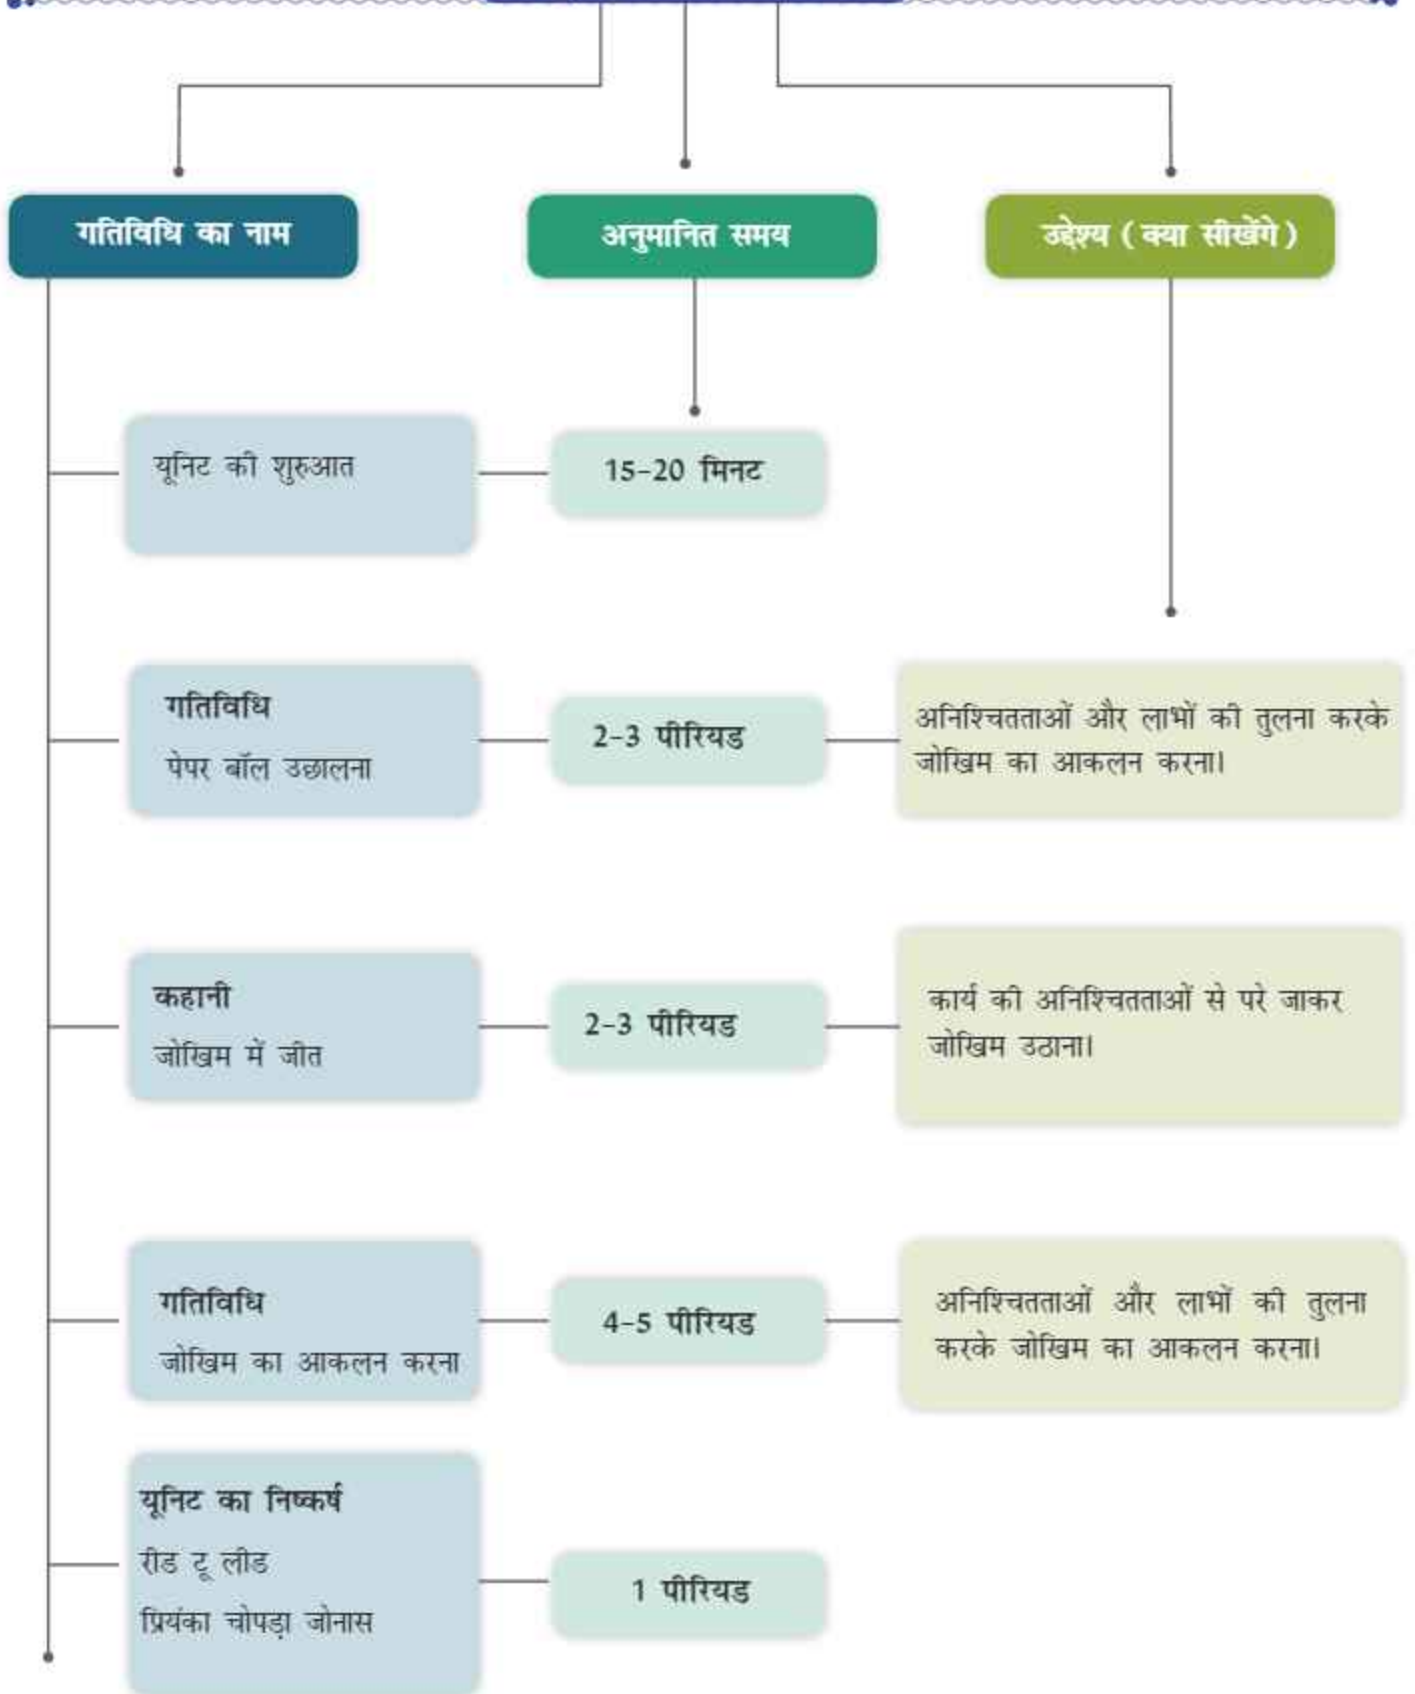 गतिविधि का नाम
अनुमानित समय
उद्देश्य ( क्या सीखेंगे )
यूनिट की शुरुआत
15-20 मिनट
गतिविधि
पेपर बॉल उछालना
2-3 पीरियड
अनिश्चितताओं और लाभों की तुलना करके
जोखिम का आकलन करना।
कहानी
जोखिम में जीत
2-3 पीरियड
कार्य की अनिश्चितताओं से परे जाकर
जोखिम उठाना।
गतिविधि
जोखिम का आकलन करना
4-5 पीरियड
अनिश्चितताओं और लाभों की तुलना
करके जोखिम का आकलन करना।
यूनिट का निष्कर्ष
रीड टू लीड
प्रियंका चोपड़ा जोनास
1 पीरियड